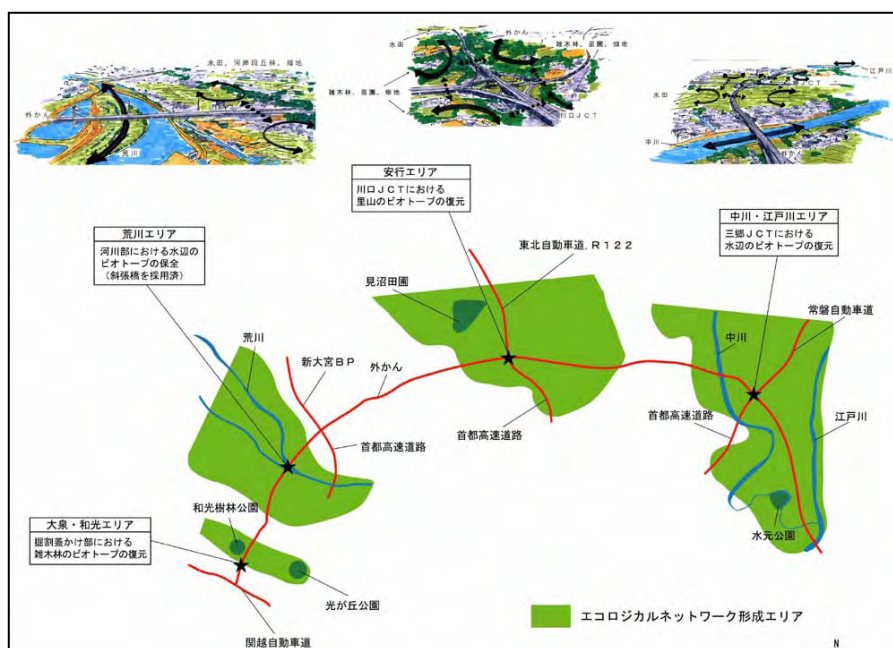 水田、河岸段丘林、畑地
外かん
荒川
水田
外かん
雑木林、苗圃、畑地
雑木林、苗圃、畑地
川口JCT
江戸川
水田
JCT
中川
外かん
安行エリア
川口JCTにおける
里山のビオトープの復元
荒川エリア
河川部における水辺の
ビオトープの保全
(斜張橋を採用済)
中川・江戸川エリア
三郷JCTにおける
水辺のビオトープの復元
東北自動車道，R122
見沼田圃
常磐自動車道
荒川
新大宮BP
外かん
中川
首都高速道路
首都高速道路
首都高速道路
江戸川
和光樹林公園
大泉・和光エリア
掘割蓋かけ部における
雑木林のビオトープの復元
水元公園
光が丘公園
関越自動車道
エコロジカルネットワーク形成エリア
N